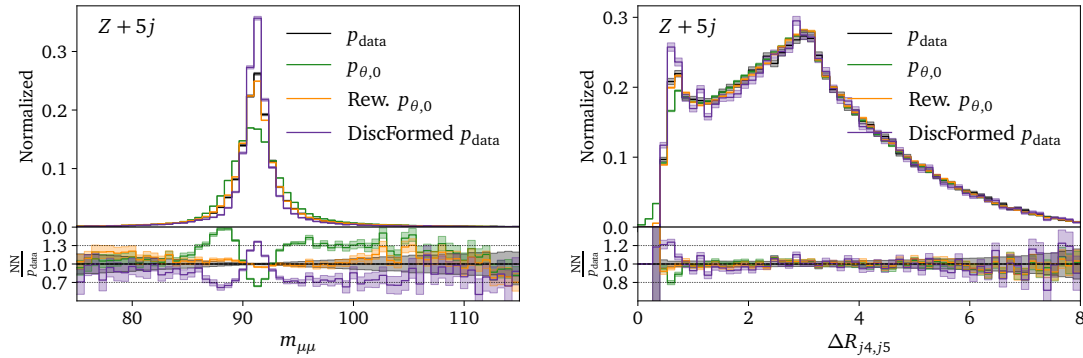 Z + 5j
Normalized
0.3
0.2
0.1
0.0
p_data
p_θ,0
Rew. p_θ,0
DiscFormed p_data
NN/p_data
1.3
1.0
0.7
80 90 100 110
m_μμ
Z + 5j
Normalized
0.3
0.2
0.1
0.0
p_data
p_θ,0
Rew. p_θ,0
DiscFormed p_data
NN/p_data
1.2
1.0
0.8
0 2 4 6 8
ΔR_j4,j5